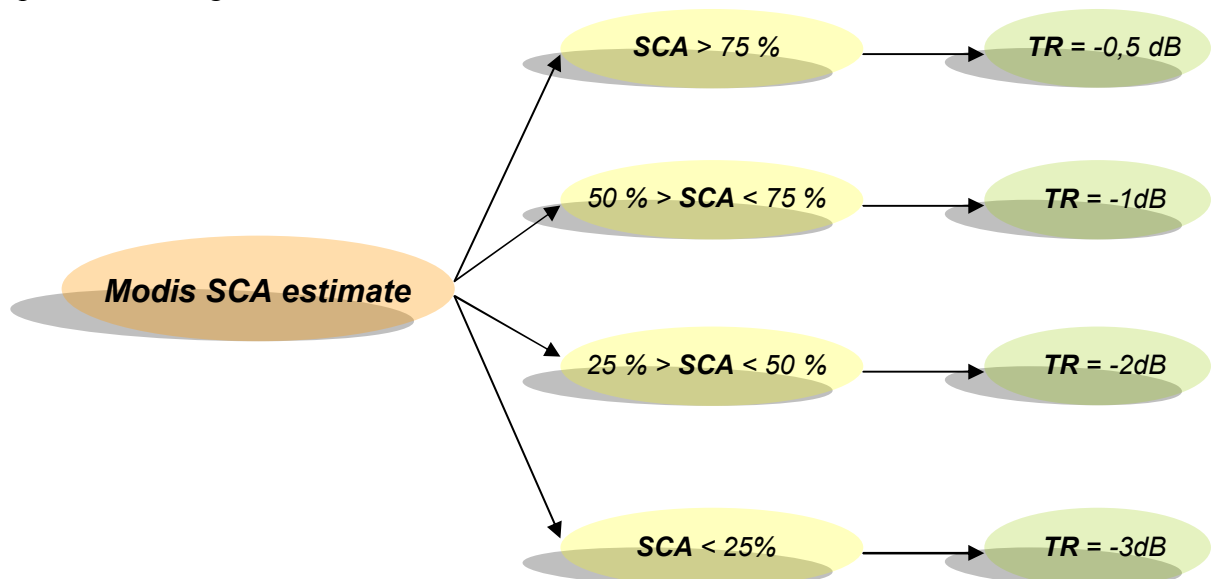 SCA > 75 %
TR = -0,5 dB
50 % > SCA < 75 %
TR = -1dB
Modis SCA estimate
25 % > SCA < 50 %
TR = -2dB
SCA < 25%
TR = -3dB